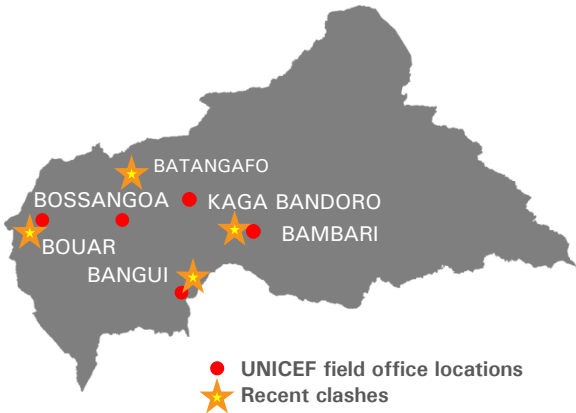 BATANGAFO
BOSSANGOA
KAGA BANDORO
BAMBARI
BOUAR
BANGUI
UNICEF field office locations
Recent clashes